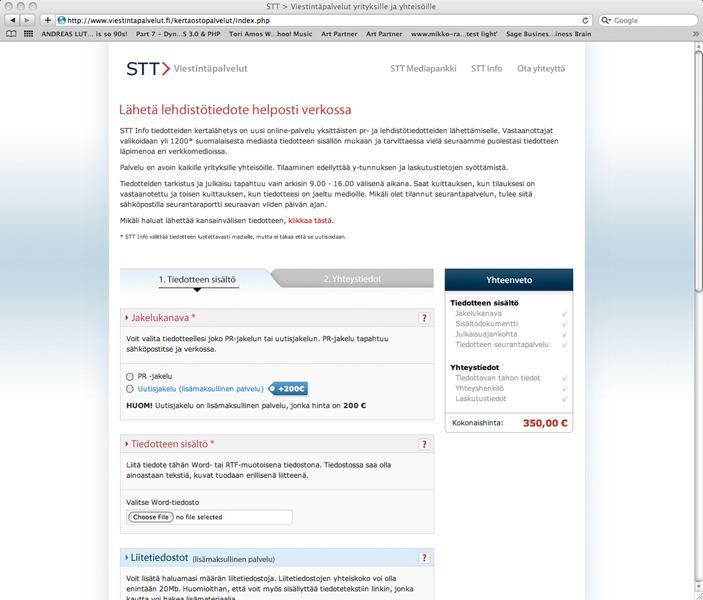 STT > Viestintäpalvelut yrityksille ja yhteisöille
http://www.viestintapalvelut.fi/kertaostopalvelut/index.php
Google
ANDREAS LUT... is so 90s! Part 7 – Dyn...S 3.0 & PHP Tori Amos W...hoo! Music Art Partner Art Partner www.mikko-ra...test light' Sage Busines...iness Brain
STT Viestintäpalvelut
STT Mediapankki STT Info Ota yhteyttä
Lähetä lehdistötiedote helposti verkossa
STT Info tiedotteiden kertalähetys on uusi online-palvelu yksittäisten pr- ja lehdistötiedotteiden lähettämiselle. Vastaanottajat
valikoidaan yli 1200* suomalaisesta mediasta tiedotteen sisällön mukaan ja tarvittaessa vielä seuraamme puolestasi tiedotteen
läpimenoa eri verkkomedioissa.
Palvelu on avoin kaikille yrityksille yhteisöille. Tilaaminen edellyttää y-tunnuksen ja laskutustietojen syöttämistä.
Tiedotteiden tarkistus ja julkaisu tapahtuu vain arkisin 9.00 - 16.00 välisenä aikana. Saat kuittauksen, kun tilauksesi on
vastaanotettu ja toisen kuittauksen, kun tiedotteesi on jaeltu medioille. Mikäli olet tilannut seurantapalvelun, tulee siitä
sähköpostilla seurantaraportti seuraavan viiden päivän ajan.
Mikäli haluat lähettää kansainvälisen tiedotteen, klikkaa tästä.
* STT Info välittää tiedotteen luotettavasti medialle, mutta ei takaa että se uutisoidaan.
1. Tiedotteen sisältö 2. Yhteystiedot
Jakelukanava * ?
Voit valita tiedotteellesi joko PR-jakelun tai uutisjakelun. PR-jakelu tapahtuu
sähköpostitse ja verkossa.
PR -jakelu
Uutisjakelu (lisämaksullinen palvelu) +200€
HUOM! Uutisjakelu on lisämaksullinen palvelu, jonka hinta on 200 €
Tiedotteen sisältö * ?
Liitä tiedote tähän Word- tai RTF-muotoisena tiedostona. Tiedostossa saa olla
ainoastaan tekstiä, kuvat tuodaan erillisenä liitteenä.
Valitse Word-tiedosto
Choose File no file selected
Liitetiedostot (lisämaksullinen palvelu) ?
Voit lisätä haluamasi määrän liitetiedostoja. Liitetiedostojen yhteiskoko voi olla
enintään 20Mb. Huomioithan, että voit myös sisällyttää tiedotetekstiin linkin, jonka
kautta voi hakea lisämateriaalia.
Yhteenveto
Tiedotteen sisältö
Jakelukanava
Sisältödokumentti
Julkaisuajankohta
Tiedotteen seurantapalvelu
Yhteystiedot
Tiedottavan tahon tiedot
Yhteyshenkilö
Laskutustiedot
Kokonaishinta: 350,00 €